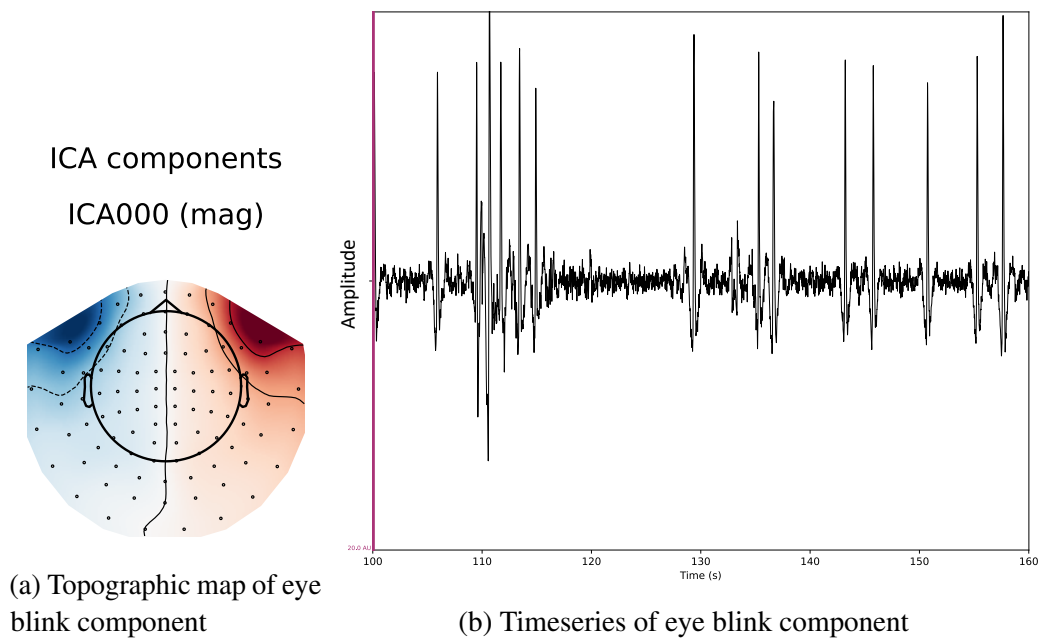 ICA components
ICA000 (mag)
Amplitude
20.0 AU
100 110 120 130 140 150 160
Time (s)
(a) Topographic map of eye
blink component
(b) Timeseries of eye blink component